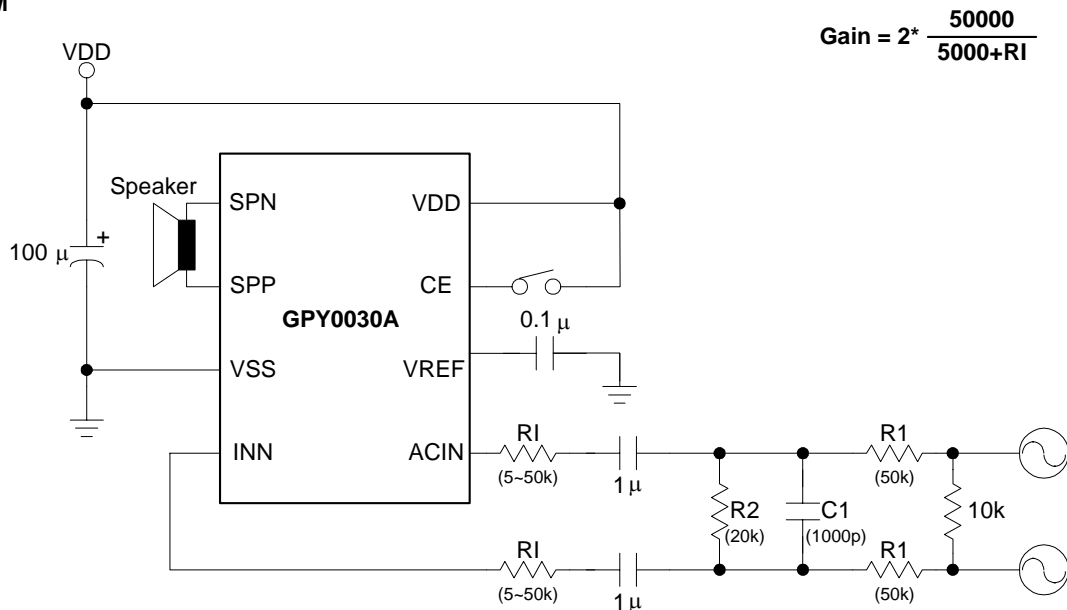 M
Gain = 2* 50000
5000+RI
VDD
Speaker
SPN
VDD
100 μ
+
SPP
CE
GPY0030A
0.1 μ
VSS
VREF
INN
ACIN
RI
(5~50k)
1 μ
R2
(20k)
C1
(1000p)
R1
(50k)
10k
RI
(5~50k)
1 μ
R1
(50k)